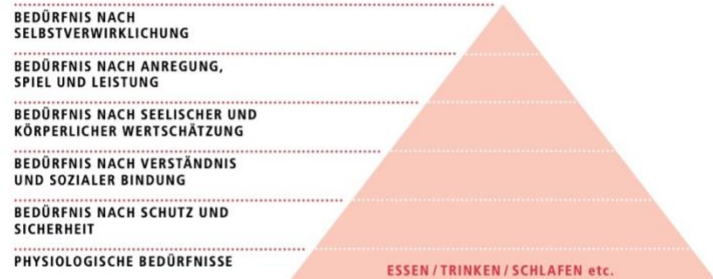 BEDÜRFNIS NACH
SELBSTVERWIRKLICHUNG
BEDÜRFNIS NACH ANREGUNG,
SPIEL UND LEISTUNG
BEDÜRFNIS NACH SEELISCHER UND
KÖRPERLICHER WERTSCHÄTZUNG
BEDÜRFNIS NACH VERSTÄNDNIS
UND SOZIALER BINDUNG
BEDÜRFNIS NACH SCHUTZ UND
SICHERHEIT
PHYSIOLOGISCHE BEDÜRFNISSE
ESSEN / TRINKEN / SCHLAFEN etc.